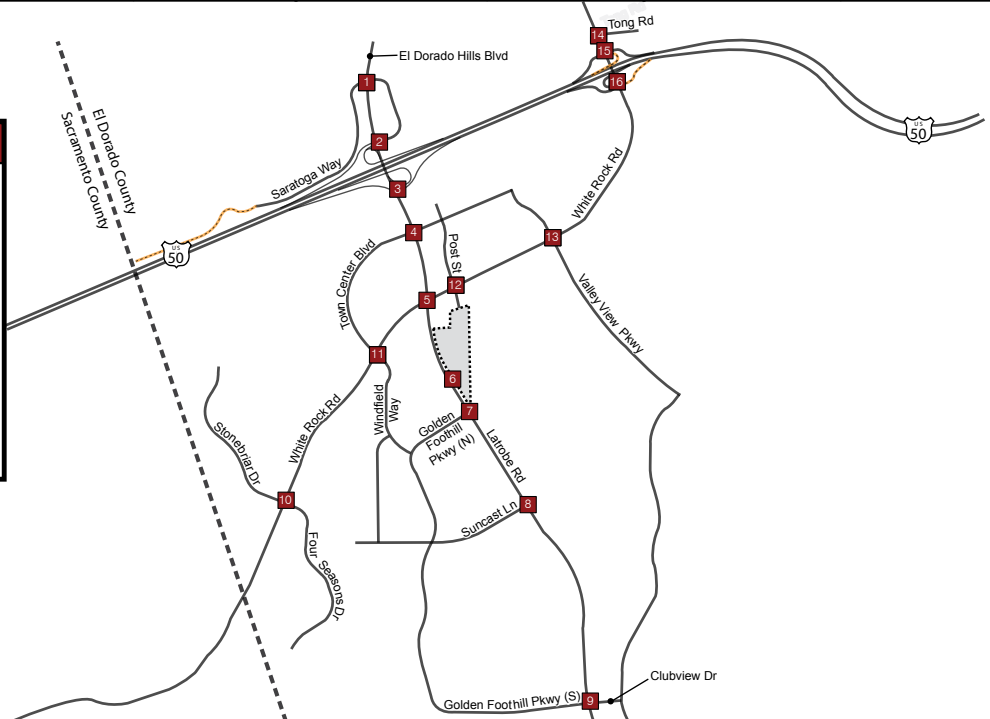 Tong Rd
14
15
16
El Dorado Hills Blvd
1
2
3
El Dorado County
Sacramento County
Saratoga Way
US
50
US
50
White Rock Rd
4
Town Center Blvd
Post St
13
12
5
Valley View Pkwy
11
6
7
Windfield
Way
Golden
Foothill
Pkwy (N)
White Rock Rd
Stonebriar Dr
Latrobe Rd
10
8
Suncast Ln
Four Seasons Dr
Clubview Dr
Golden Foothill Pkwy (S)
9